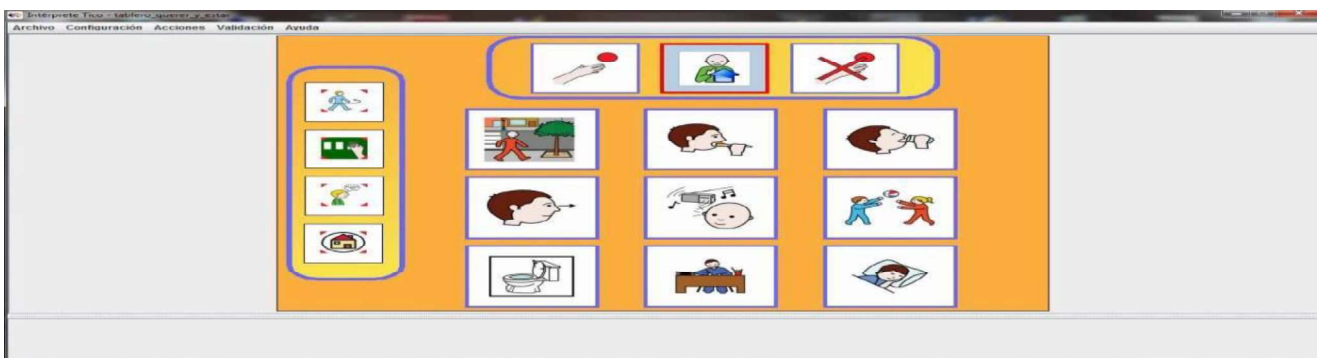 Intérprete Tico - tablero_querer_y_estar
Archivo Configuración Acciones Validación Ayuda